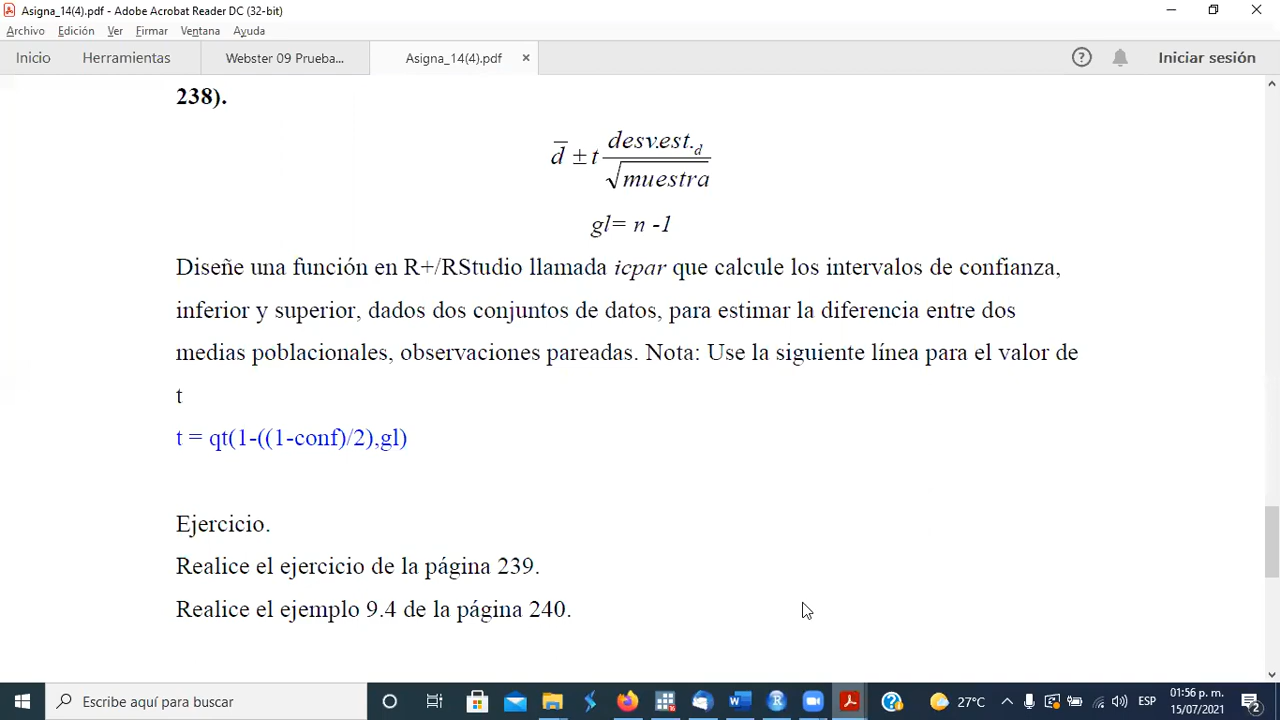 Asigna_14(4).pdf - Adobe Acrobat Reader DC (32-bit)
Archivo Edición Ver Firmar Ventana Ayuda
Inicio Herramientas Webster 09 Prueba... Asigna_14(4).pdf × Iniciar sesión
238).
d̅ ± t desv.est._d / √muestra
gl= n -1
Diseñe una función en R+/RStudio llamada icpar que calcule los intervalos de confianza,
inferior y superior, dados dos conjuntos de datos, para estimar la diferencia entre dos
medias poblacionales, observaciones pareadas. Nota: Use la siguiente línea para el valor de
t
t = qt(1-((1-conf)/2),gl)
Ejercicio.
Realice el ejercicio de la página 239.
Realice el ejemplo 9.4 de la página 240.
Escribe aquí para buscar 27°C ESP 01:56 p. m.
15/07/2021 2